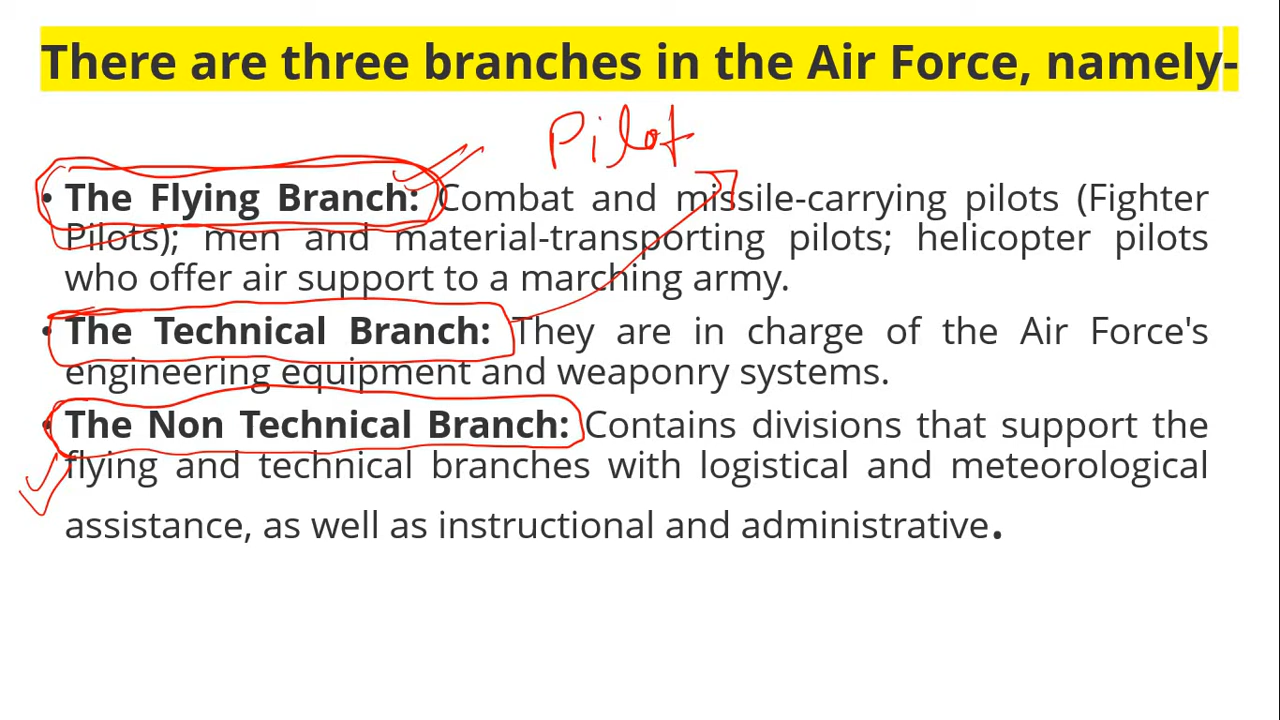 There are three branches in the Air Force, namely-
Pilot
• The Flying Branch: Combat and missile-carrying pilots (Fighter
Pilots); men and material-transporting pilots; helicopter pilots
who offer air support to a marching army.
• The Technical Branch: They are in charge of the Air Force's
engineering equipment and weaponry systems.
• The Non Technical Branch: Contains divisions that support the
flying and technical branches with logistical and meteorological
assistance, as well as instructional and administrative.